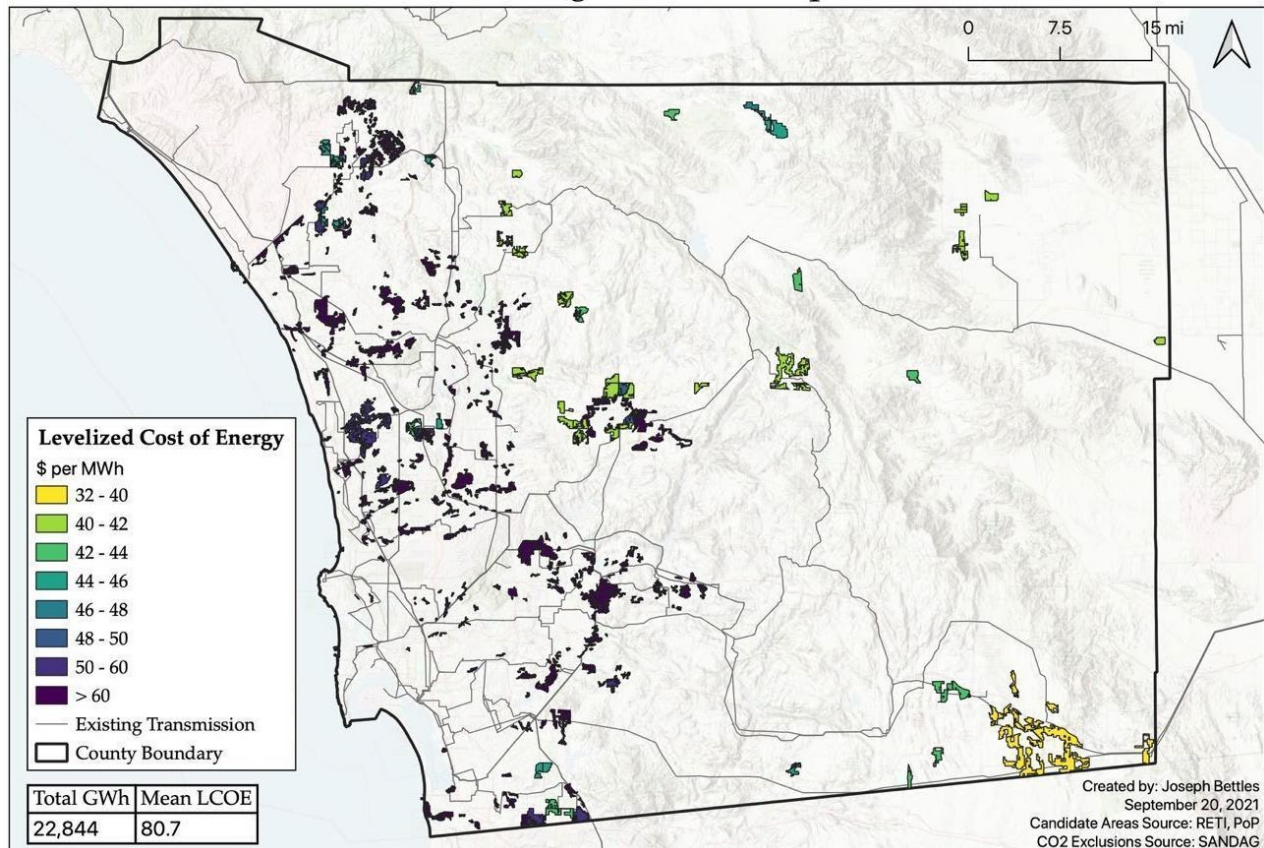 0 7.5 15 mi
Levelized Cost of Energy
$ per MWh
32 - 40
40 - 42
42 - 44
44 - 46
46 - 48
48 - 50
50 - 60
> 60
Existing Transmission
County Boundary
Total GWh Mean LCOE
22,844 80.7
Created by: Joseph Bettles
September 20, 2021
Candidate Areas Source: RETI, PoP
CO2 Exclusions Source: SANDAG